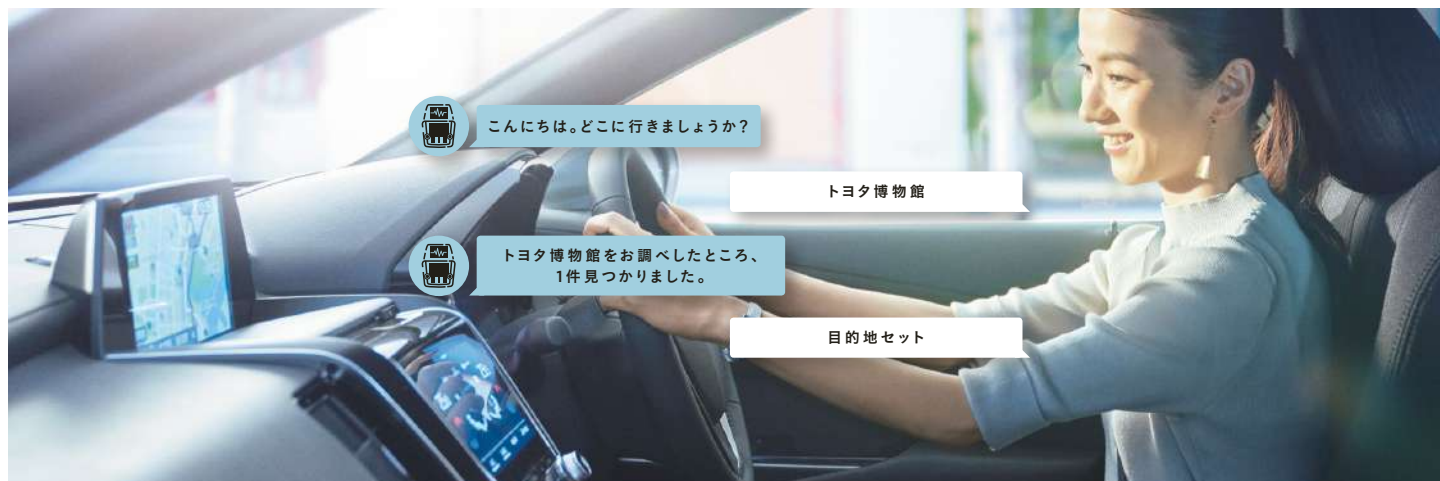 こんにちは。どこに行きましょうか?
トヨタ博物館
トヨタ博物館をお調べしたところ、
1件見つかりました。
目的地セット